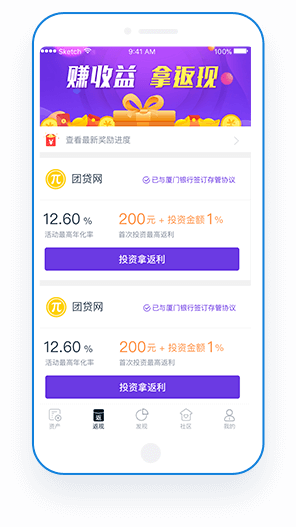 Sketch 9:41 AM 100%
赚收益 拿返现
查看最新奖励进度
团贷网 已与厦门银行签订存管协议
12.60 % 200元 + 投资金额 1%
活动最高年化率 首次投资最高返利
投资拿返利
团贷网 已与厦门银行签订存管协议
12.60 % 200元 + 投资金额 1%
活动最高年化率 首次投资最高返利
投资拿返利
返
资产 返现 发现 社区 我的